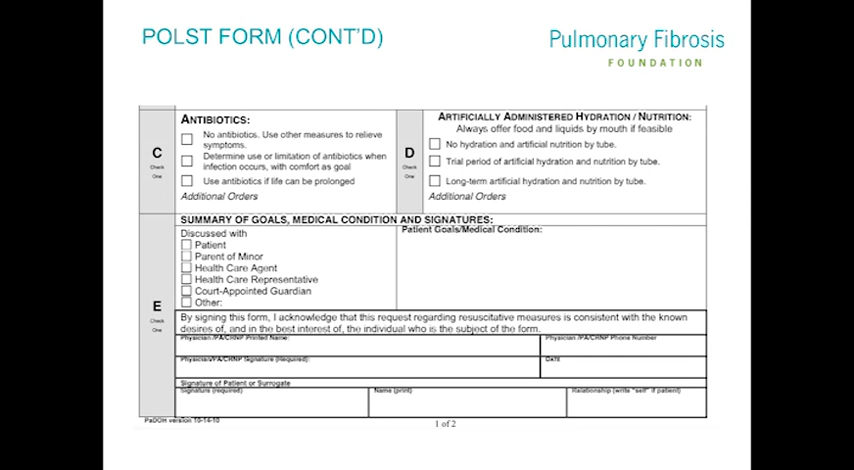 POLST FORM (CONT'D)
Pulmonary Fibrosis
FOUNDATION
C
Check
One
ANTIBIOTICS:
No antibiotics. Use other measures to relieve
symptoms.
Determine use or limitation of antibiotics when
infection occurs, with comfort as goal
Use antibiotics if life can be prolonged
Additional Orders
D
Check
One
ARTIFICIALLY ADMINISTERED HYDRATION / NUTRITION:
Always offer food and liquids by mouth if feasible
No hydration and artificial nutrition by tube.
Trial period of artificial hydration and nutrition by tube.
Long-term artificial hydration and nutrition by tube.
Additional Orders
E
Check
One
SUMMARY OF GOALS, MEDICAL CONDITION AND SIGNATURES:
Discussed with
Patient
Parent of Minor
Health Care Agent
Health Care Representative
Court-Appointed Guardian
Other:
Patient Goals/Medical Condition:
By signing this form, I acknowledge that this request regarding resuscitative measures is consistent with the known
desires of, and in the best interest of, the individual who is the subject of the form.
Physician /PA/CRNP Printed Name:
Physician /PA/CRNP Phone Number
Physician/PA/CRNP Signature (Required):
DATE
Signature of Patient or Surrogate
Signature (required)
Name (print)
Relationship (write "self" if patient)
PaDOH version 10-14-10
1 of 2